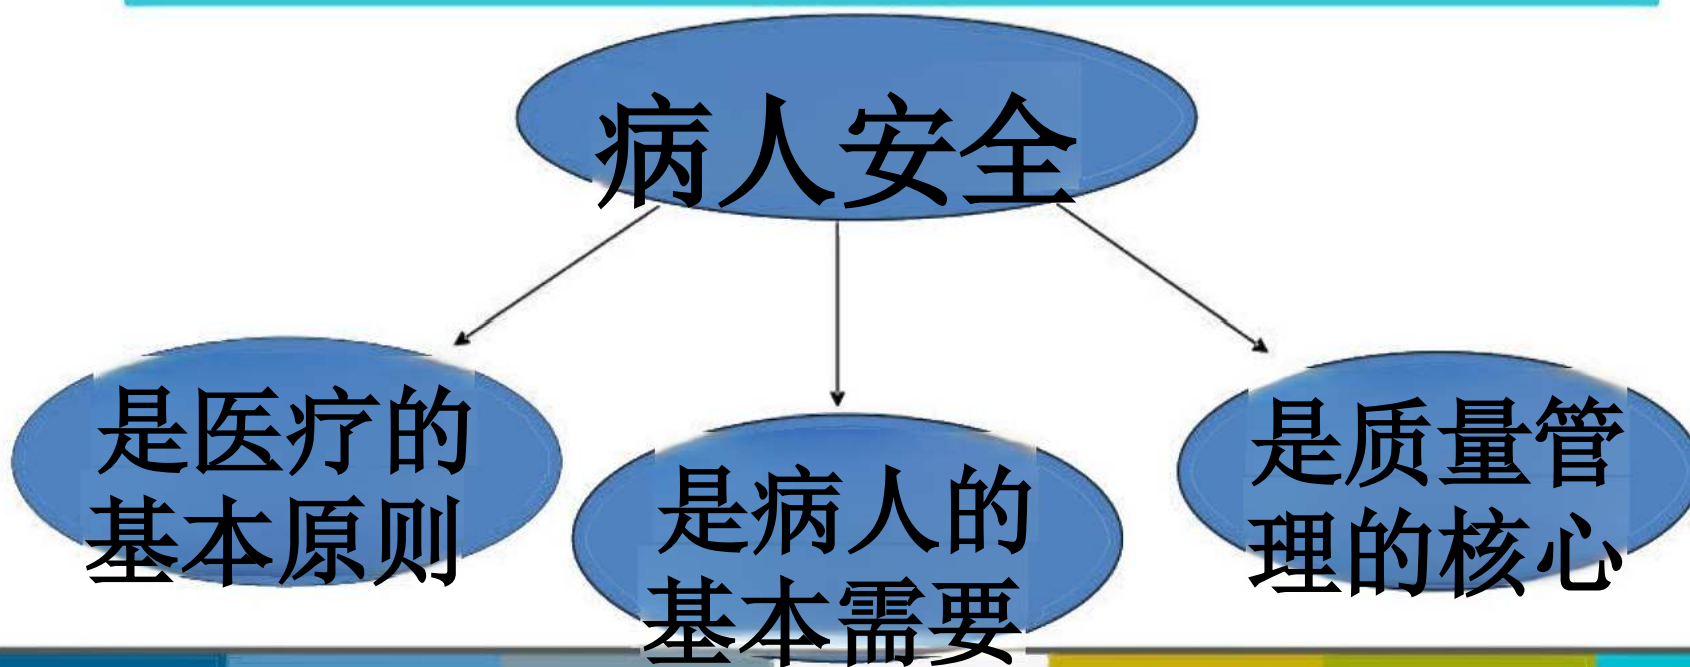 病人安全
是医疗的
基本原则
是病人的
基本需要
是质量管
理的核心